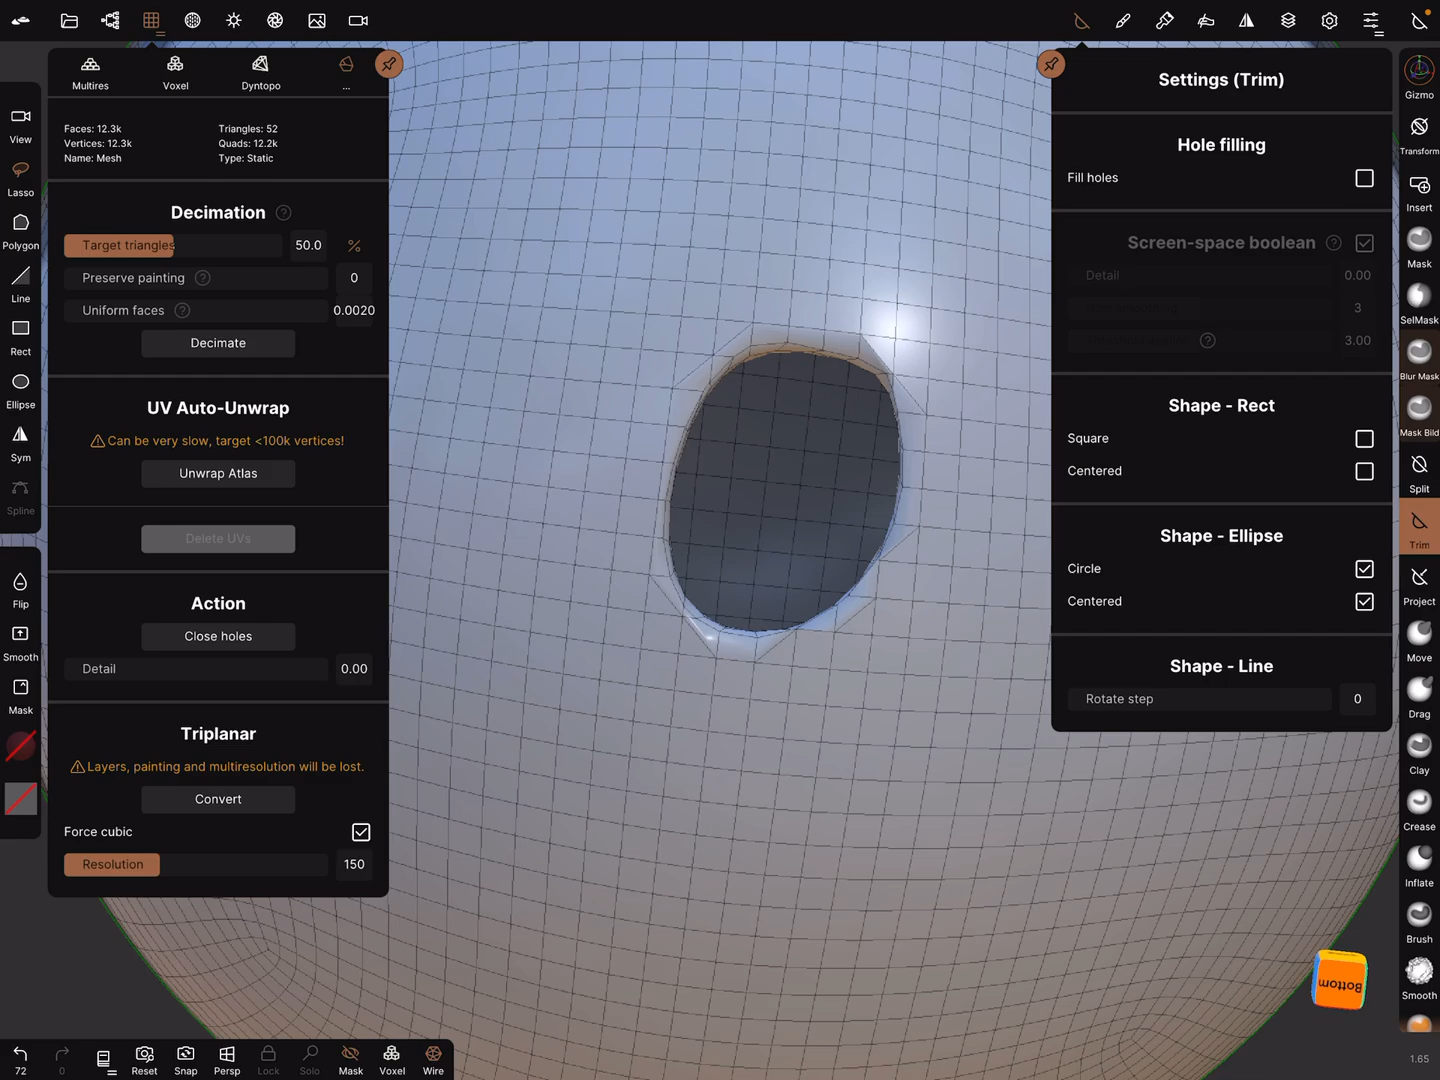 Multires
Voxel
Dyntopo
...
Faces: 12.3k
Triangles: 52
Vertices: 12.3k
Quads: 12.2k
Name: Mesh
Type: Static
Decimation ?
Target triangles 50.0 %
Preserve painting ? 0
Uniform faces ? 0.0020
Decimate
UV Auto-Unwrap
Can be very slow, target <100k vertices!
Unwrap Atlas
Delete UVs
Action
Close holes
Detail 0.00
Triplanar
Layers, painting and multiresolution will be lost.
Convert
Force cubic
Resolution 150
View
Lasso
Polygon
Line
Rect
Ellipse
Sym
Spline
Flip
Smooth
Mask
Settings (Trim)
Hole filling
Fill holes
Screen-space boolean ?
Detail 0.00
3
? 3.00
Shape - Rect
Square
Centered
Shape - Ellipse
Circle
Centered
Shape - Line
Rotate step 0
Gizmo
Transform
Insert
Mask
SelMask
Blur Mask
Mask Bild
Split
Trim
Project
Move
Drag
Clay
Crease
Inflate
Brush
Smooth
Bottom
72
0
Reset
Snap
Persp
Lock
Solo
Mask
Voxel
Wire
1.65